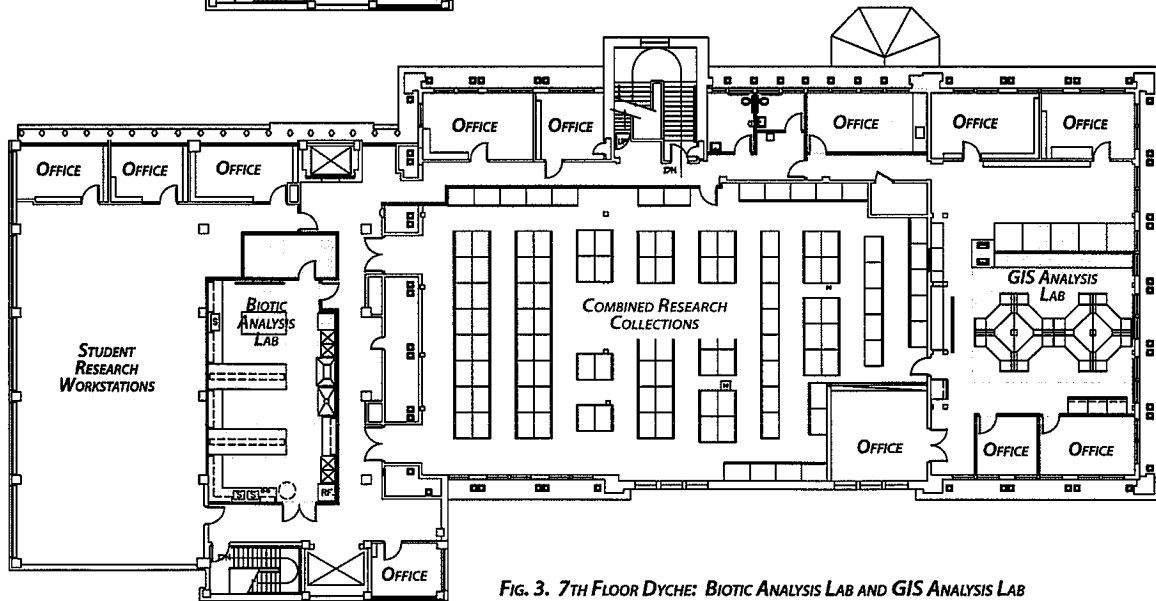 OFFICE
OFFICE
OFFICE
OFFICE
OFFICE
DN
OFFICE
OFFICE
OFFICE
BIOTIC
ANALYSIS
LAB
S
STUDENT
RESEARCH
WORKSTATIONS
COMBINED RESEARCH
COLLECTIONS
GIS ANALYSIS
LAB
OFFICE
OFFICE
OFFICE
S S
RF
DN
OFFICE
FIG. 3. 7TH FLOOR DYCHE: BIOTIC ANALYSIS LAB AND GIS ANALYSIS LAB